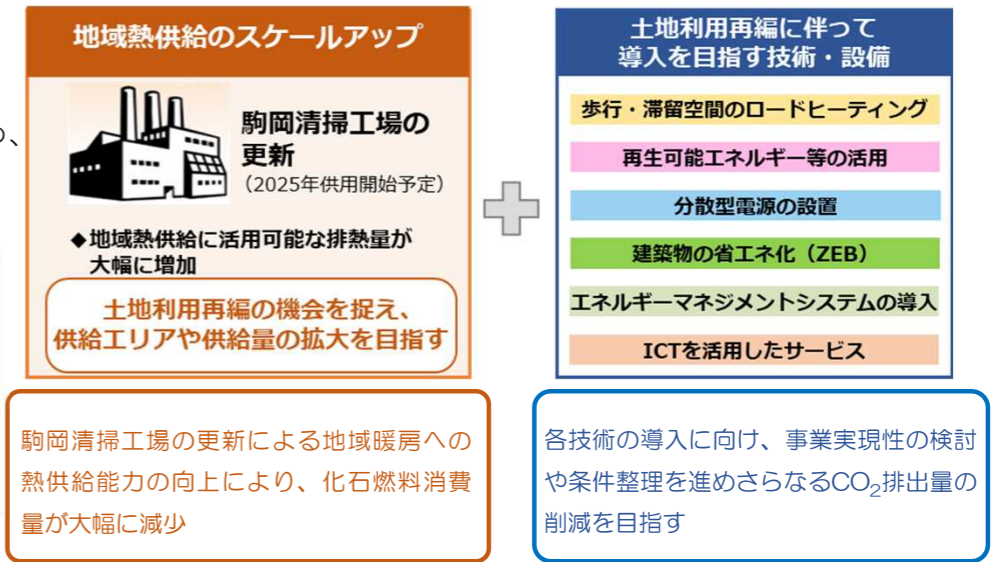 地域熱供給のスケールアップ
駒岡清掃工場の
更新
（2025年供用開始予定）
◆地域熱供給に活用可能な排熱量が
大幅に増加
土地利用再編の機会を捉え、
供給エリアや供給量の拡大を目指す
土地利用再編に伴って
導入を目指す技術・設備
歩行・滞留空間のロードヒーティング
再生可能エネルギー等の活用
分散型電源の設置
建築物の省エネ化（ZEB）
エネルギーマネジメントシステムの導入
ICTを活用したサービス
駒岡清掃工場の更新による地域暖房への
熱供給能力の向上により、化石燃料消費
量が大幅に減少
各技術の導入に向け、事業実現性の検討
や条件整理を進めさらなるCO₂排出量の
削減を目指す